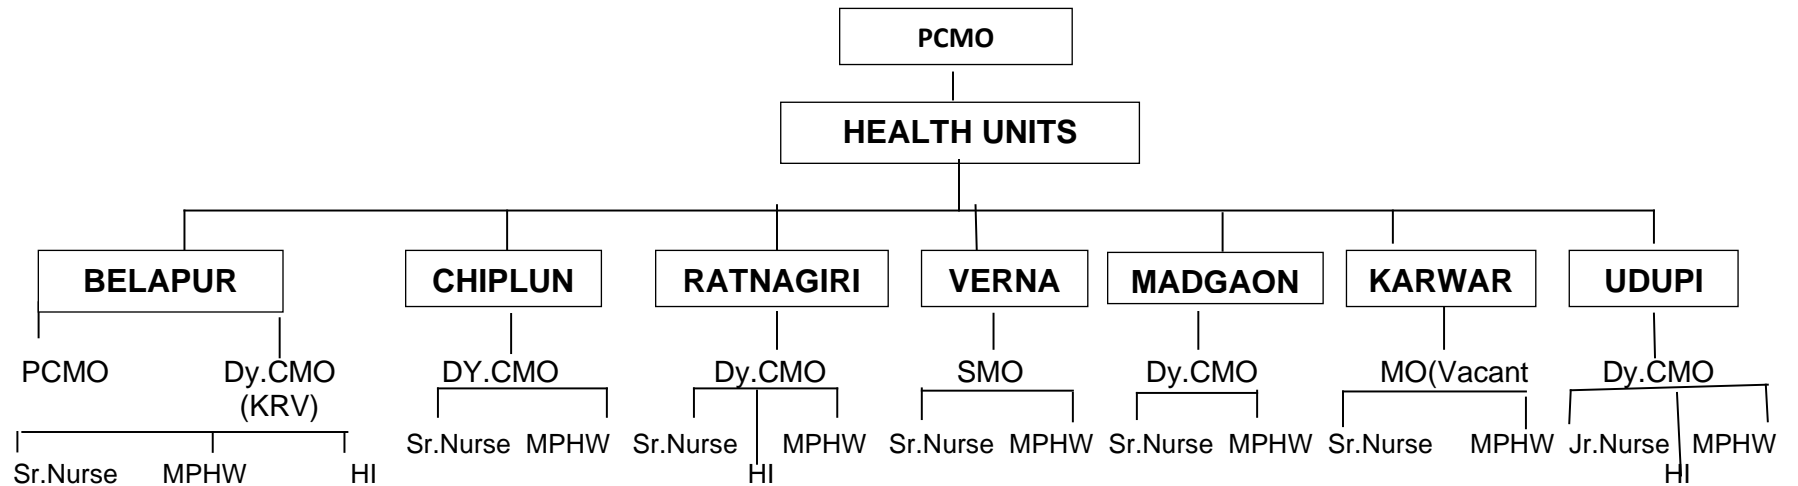 PCMO
HEALTH UNITS
BELAPUR CHIPLUN RATNAGIRI VERNA MADGAON KARWAR UDUPI
PCMO Dy.CMO DY.CMO Dy.CMO SMO Dy.CMO MO(Vacant Dy.CMO
(KRV)
Sr.Nurse MPHW Sr.Nurse MPHW Sr.Nurse MPHW Sr.Nurse MPHW Sr.Nurse MPHW Jr.Nurse MPHW
Sr.Nurse MPHW HI HI HI